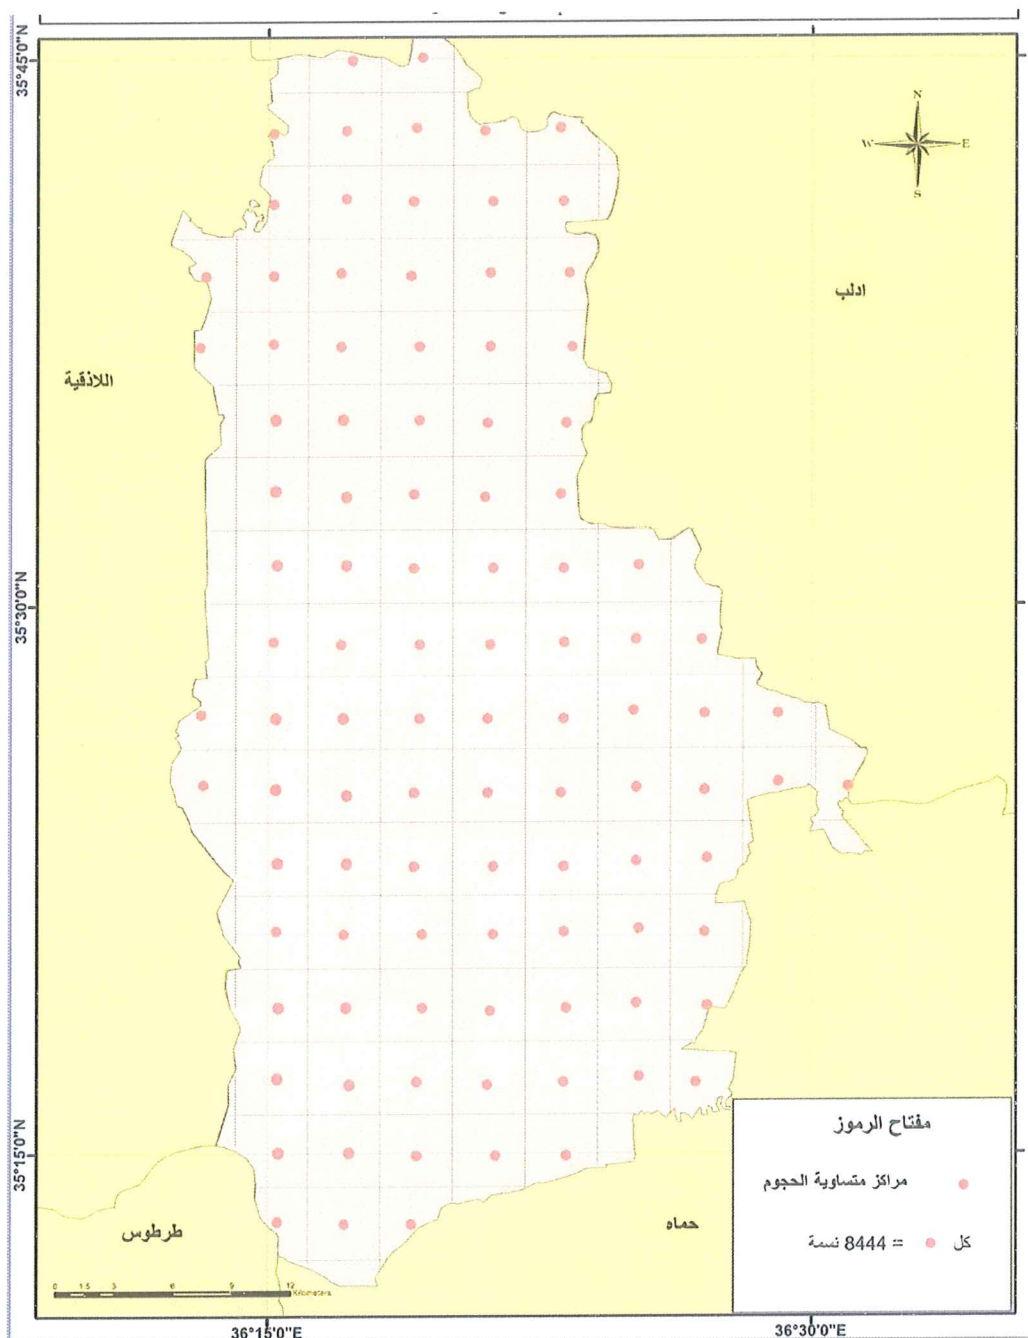 35°45'0"N
N
W E
S
ادلب
اللاذقية
35°30'0"N
35°15'0"N
مفتاح الرموز
مراكز متساوية الحجوم
كل = 8444 نسمة
حماه
طرطوس
0 1.5 3 6 9 12
Kilometers
36°15'0"E
36°30'0"E